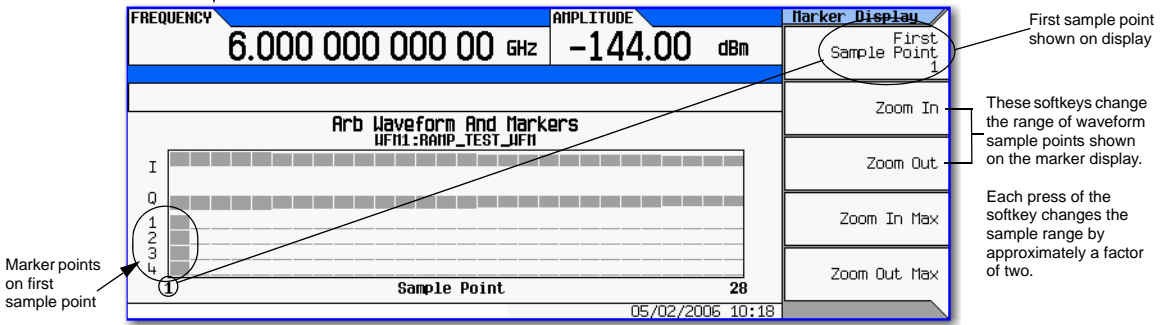 FREQUENCY
AMPLITUDE
Marker Display
6.000 000 000 00 GHz
-144.00 dBm
First
Sample Point
1
Zoom In
Zoom Out
Zoom In Max
Zoom Out Max
Arb Waveform And Markers
WFM1:RAMP_TEST_WFM
I
Q
1
2
3
4
1
Sample Point
28
05/02/2006 10:18
Marker points
on first
sample point
First sample point
shown on display
These softkeys change
the range of waveform
sample points shown
on the marker display.
Each press of the
softkey changes the
sample range by
approximately a factor
of two.